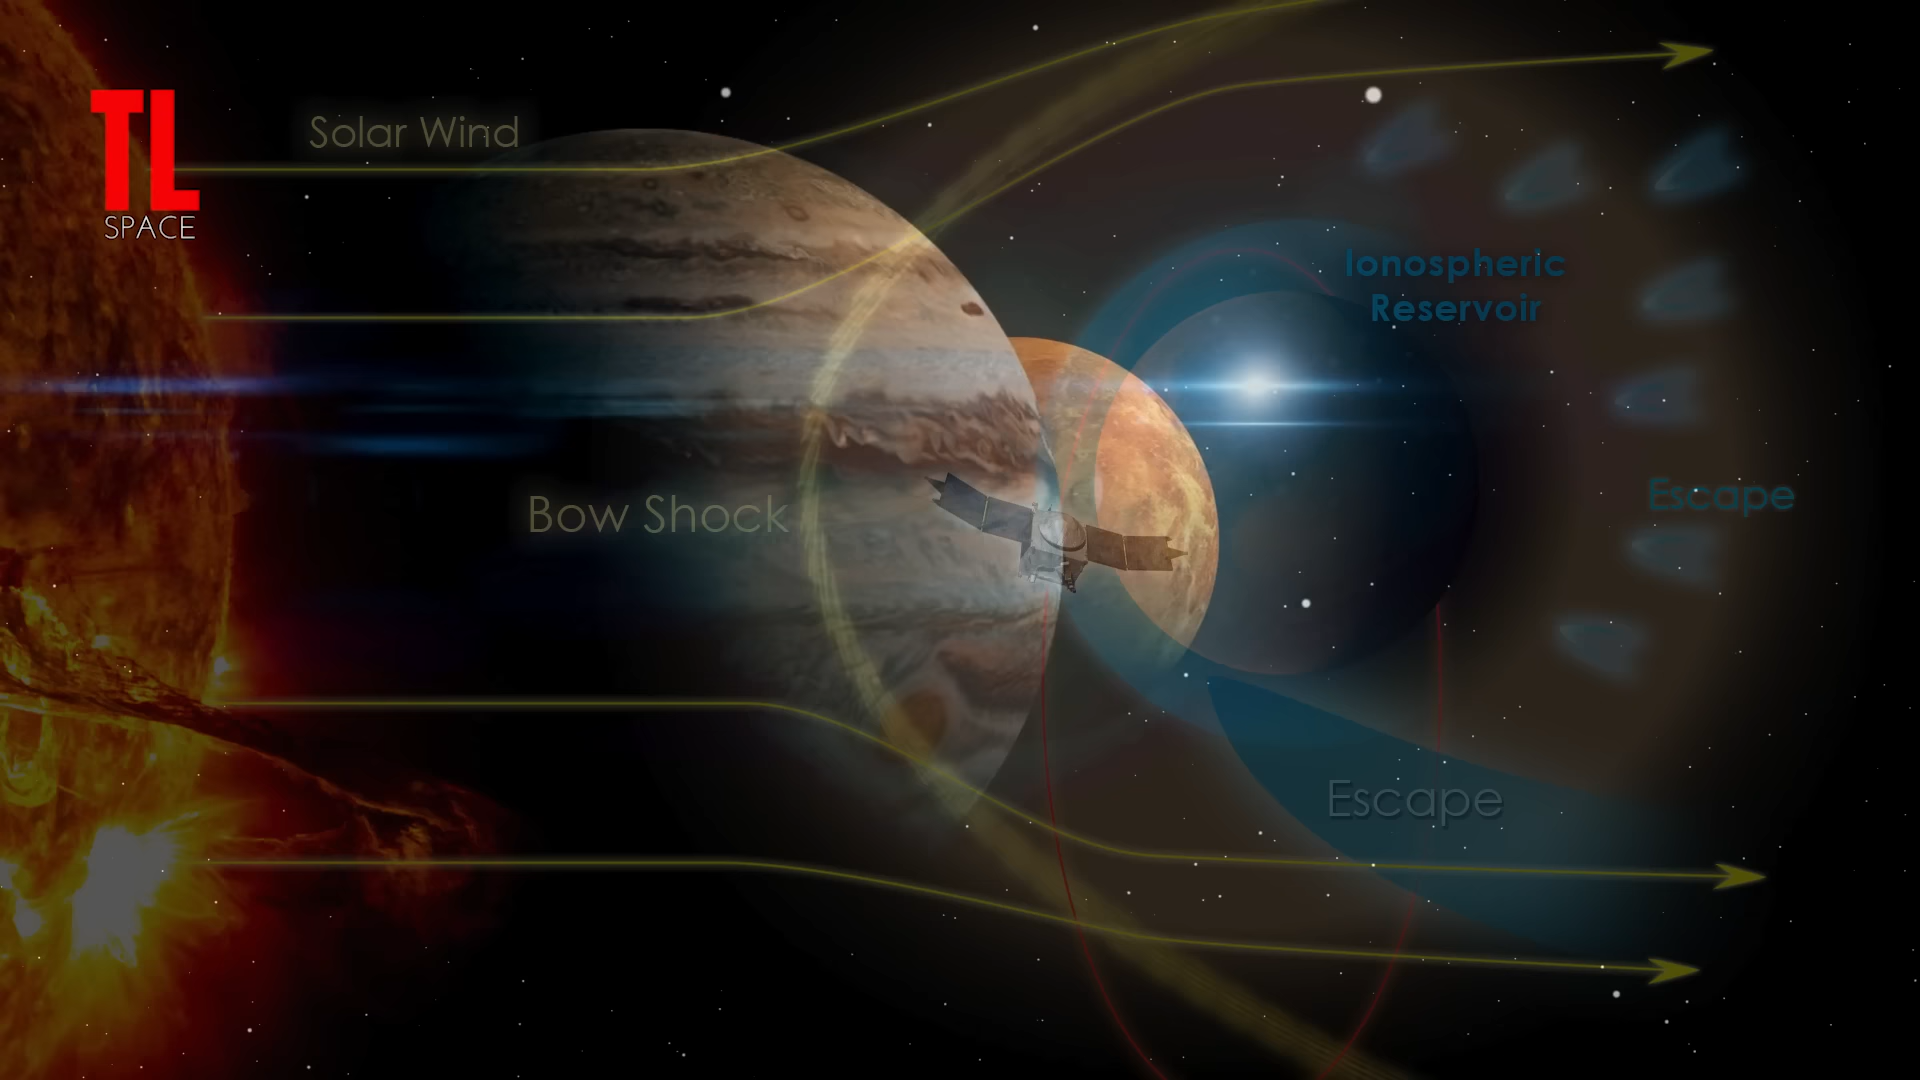 TL
SPACE
Solar Wind
Ionospheric
Reservoir
Bow Shock
Escape
Escape